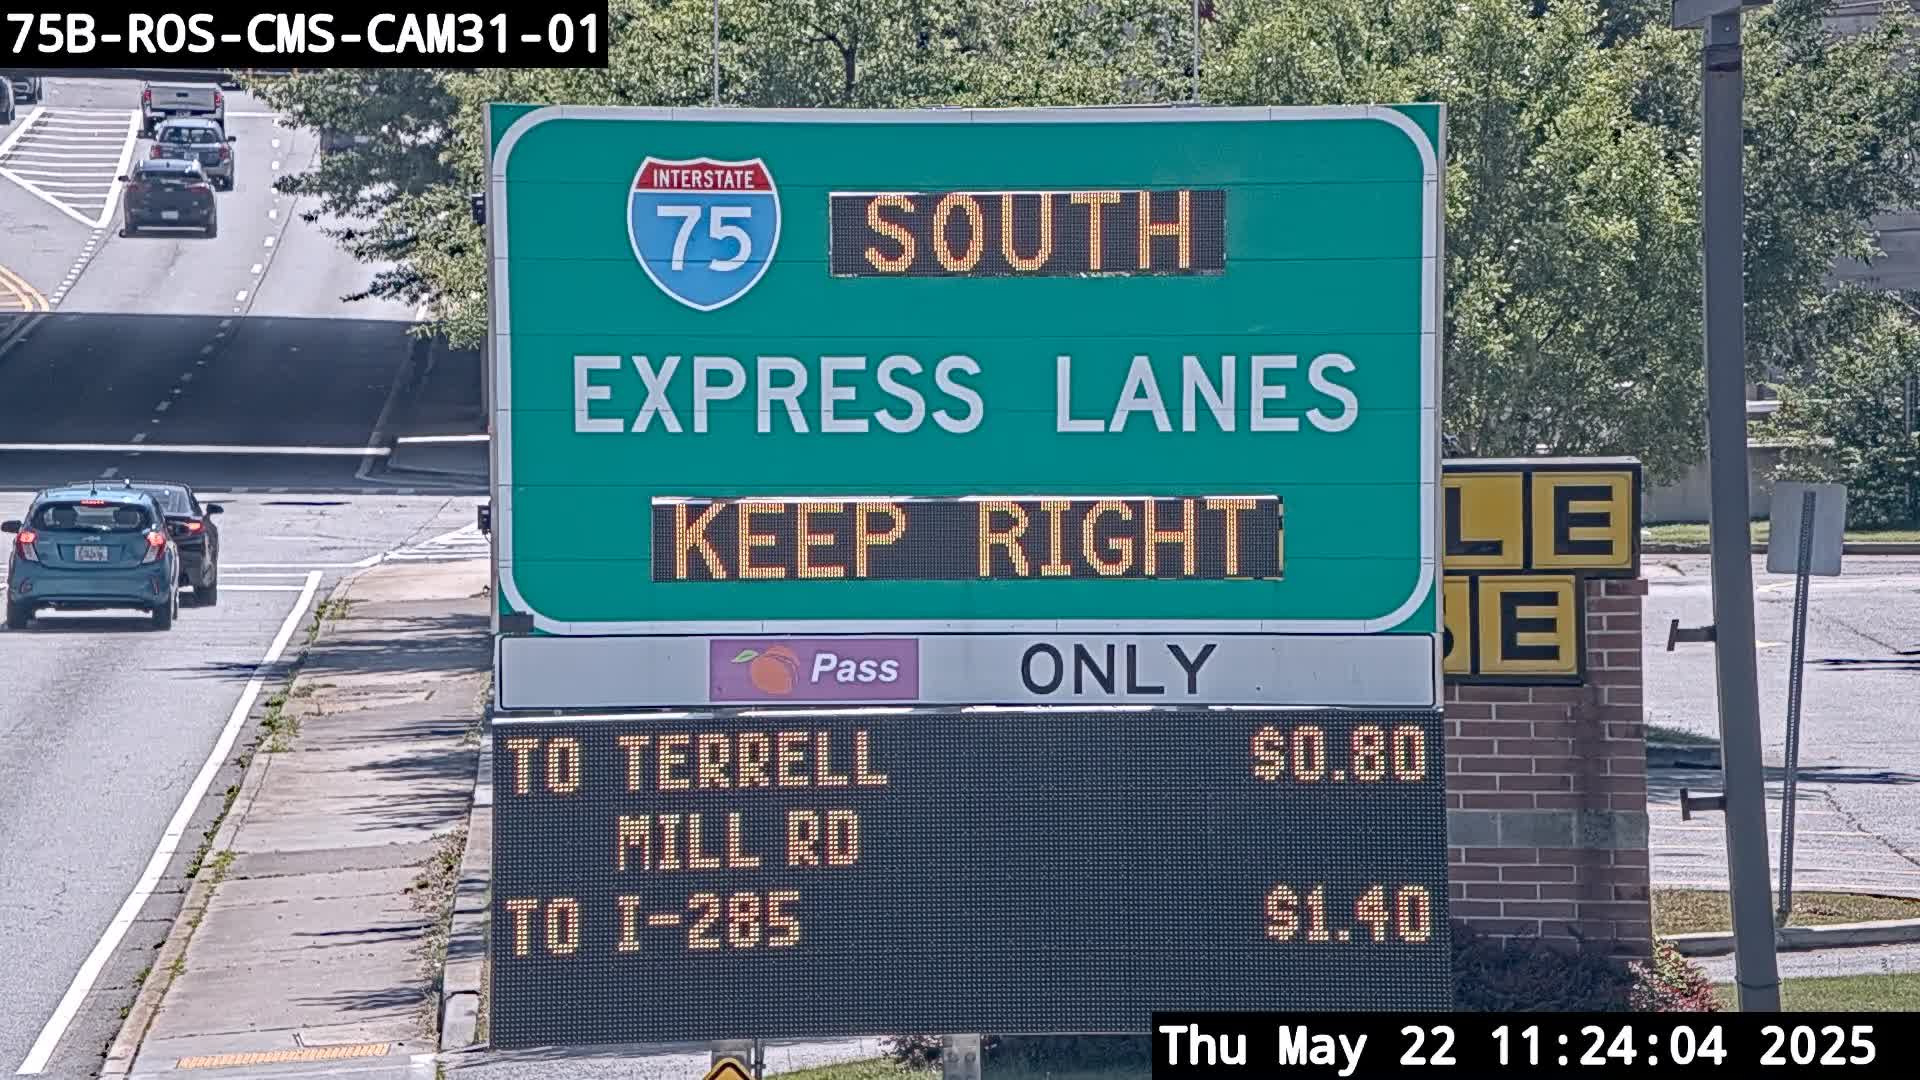 75B-ROS-CMS-CAM31-01
INTERSTATE
75
SOUTH
EXPRESS LANES
KEEP RIGHT
LE
E
Pass ONLY
TO TERRELL $0.80
MILL RD
TO I-285 $1.40
Thu May 22 11:24:04 2025